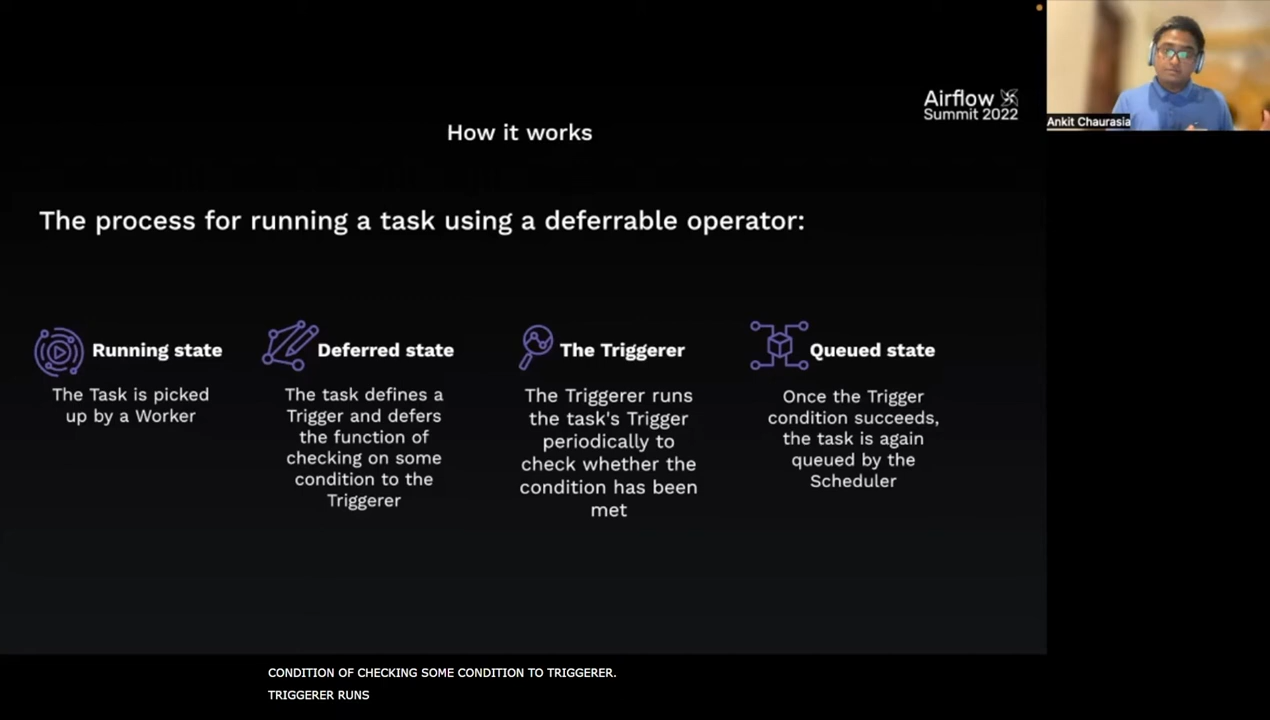 Airflow
Summit 2022
Ankit Chaurasia
How it works
The process for running a task using a deferrable operator:
Running state
The Task is picked
up by a Worker
Deferred state
The task defines a
Trigger and defers
the function of
checking on some
condition to the
Triggerer
The Triggerer
The Triggerer runs
the task's Trigger
periodically to
check whether the
condition has been
met
Queued state
Once the Trigger
condition succeeds,
the task is again
queued by the
Scheduler
CONDITION OF CHECKING SOME CONDITION TO TRIGGERER.
TRIGGERER RUNS